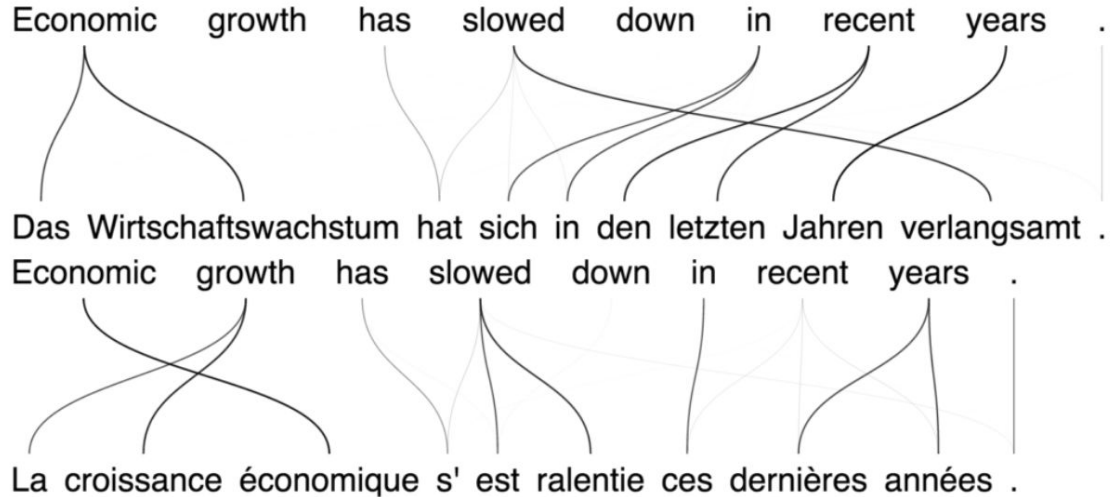 Economic growth has slowed down in recent years .
Das Wirtschaftswachstum hat sich in den letzten Jahren verlangsamt .
Economic growth has slowed down in recent years .
La croissance économique s' est ralentie ces dernières années .